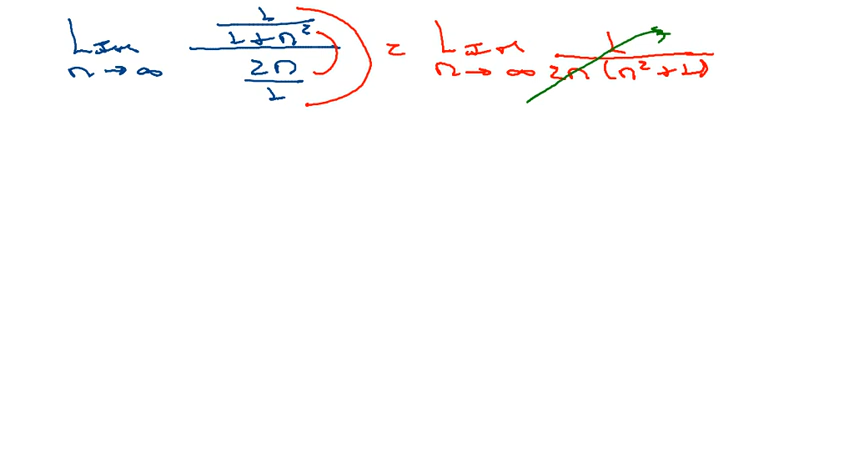 Lim n→∞ (1/(1+n²))/(2n/1) = Lim n→∞ 1/(2n(n²+1))